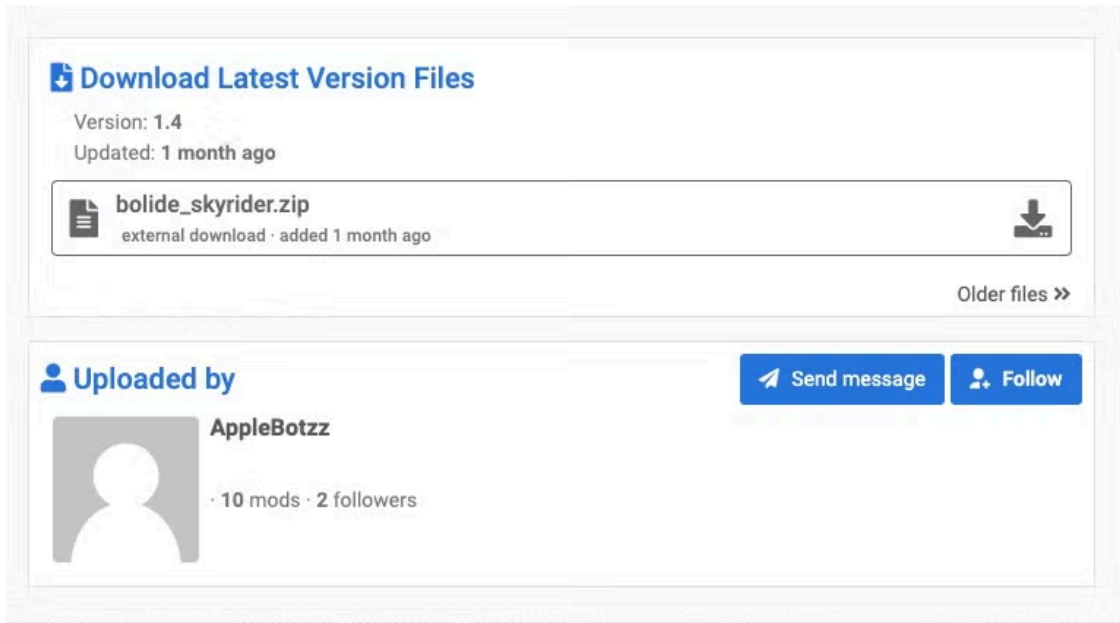 Download Latest Version Files
Version: 1.4
Updated: 1 month ago
bolide_skyrider.zip
external download · added 1 month ago
Older files »
Uploaded by
Send message
Follow
AppleBotzz
· 10 mods · 2 followers